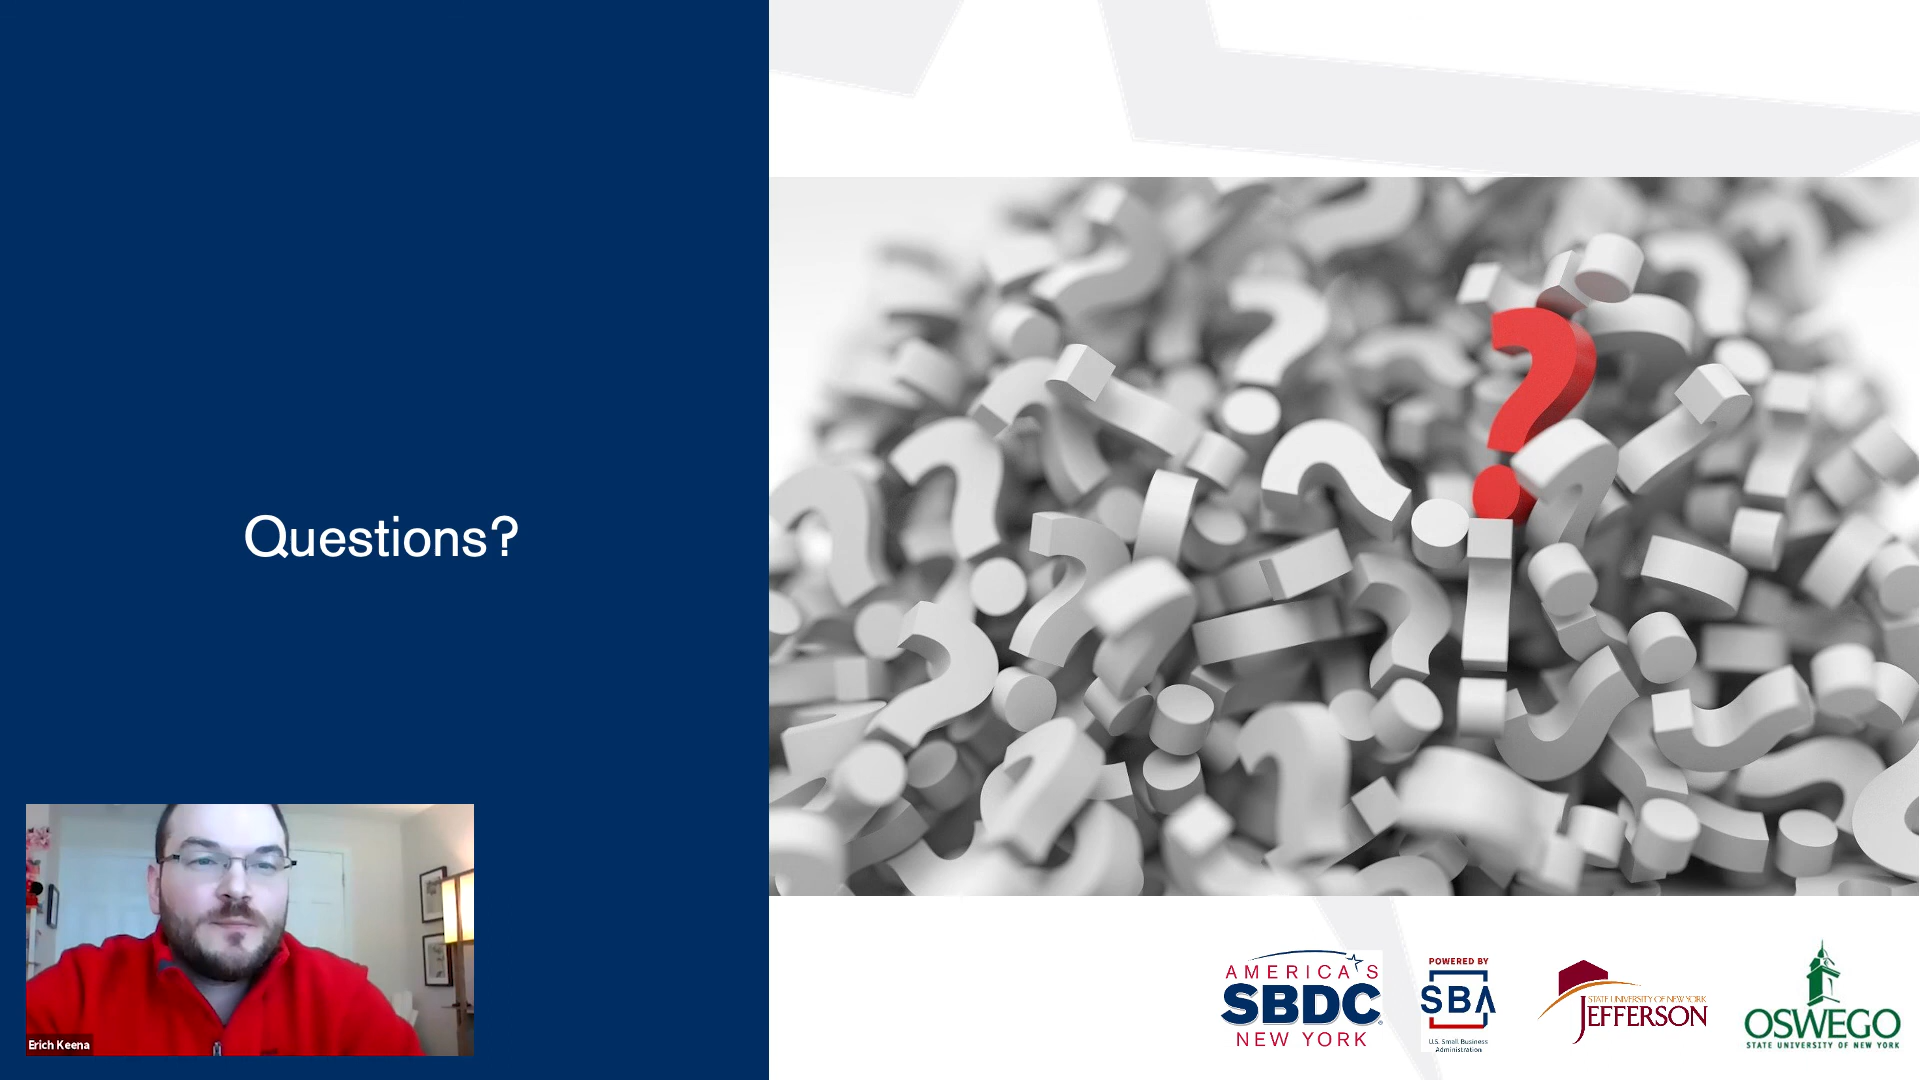 Questions?
Erich Keena
AMERICA'S
SBDC
NEW YORK
POWERED BY
SBA
U.S. Small Business
Administration
STATE UNIVERSITY OF NEW YORK
JEFFERSON
OSWEGO
STATE UNIVERSITY OF NEW YORK